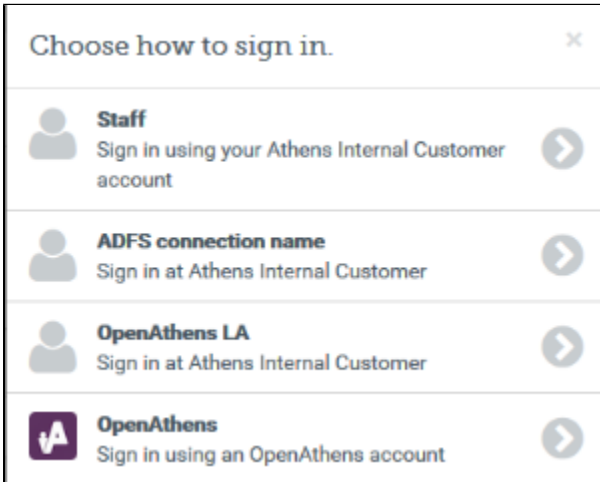 Choose how to sign in.
Staff
Sign in using your Athens Internal Customer
account
ADFS connection name
Sign in at Athens Internal Customer
OpenAthens LA
Sign in at Athens Internal Customer
OpenAthens
Sign in using an OpenAthens account